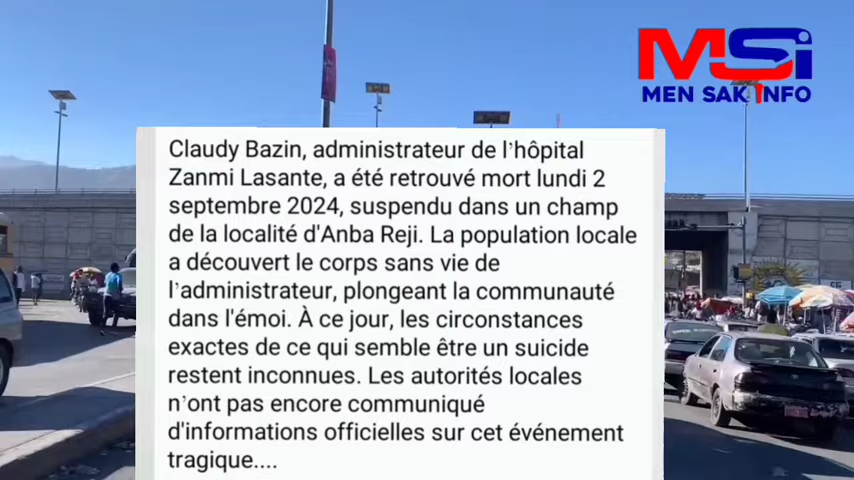 MSi
MEN SAK INFO
Claudy Bazin, administrateur de l'hôpital
Zanmi Lasante, a été retrouvé mort lundi 2
septembre 2024, suspendu dans un champ
de la localité d'Anba Reji. La population locale
a découvert le corps sans vie de
l'administrateur, plongeant la communauté
dans l'émoi. À ce jour, les circonstances
exactes de ce qui semble être un suicide
restent inconnues. Les autorités locales
n'ont pas encore communiqué
d'informations officielles sur cet événement
tragique....